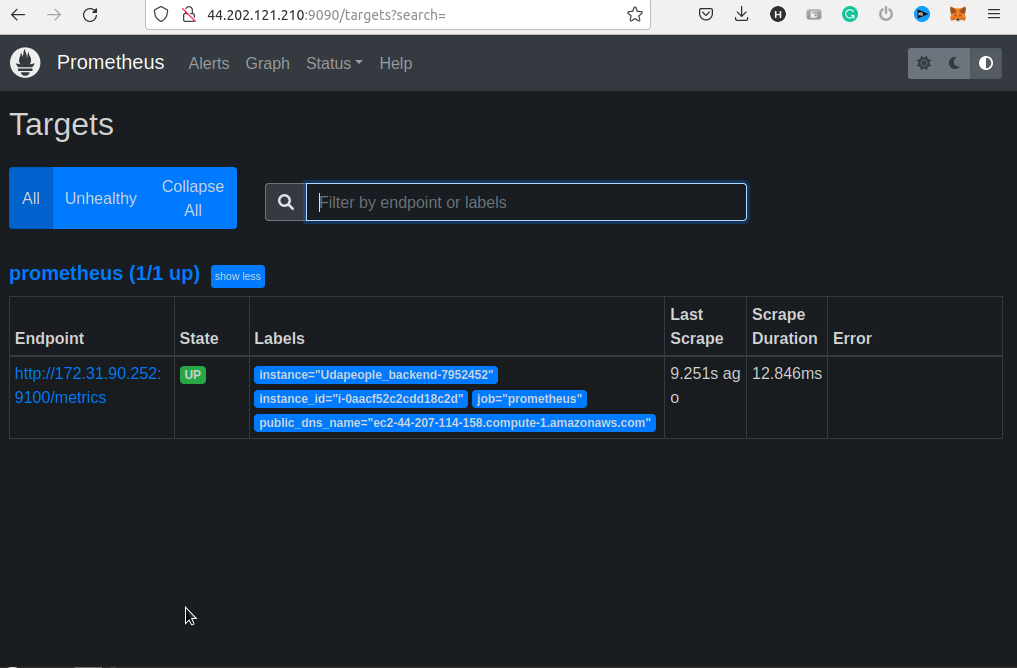 44.202.121.210:9090/targets?search=
Prometheus Alerts Graph Status Help
Targets
All Unhealthy Collapse
All
Filter by endpoint or labels
prometheus (1/1 up) show less
Endpoint State Labels Last Scrape Scrape Duration Error
http://172.31.90.252: UP instance="Udapeople_backend-7952452" 9.251s ag 12.846ms
9100/metrics instance_id="i-0aacf52c2cdd18c2d" job="prometheus" o
public_dns_name="ec2-44-207-114-158.compute-1.amazonaws.com"